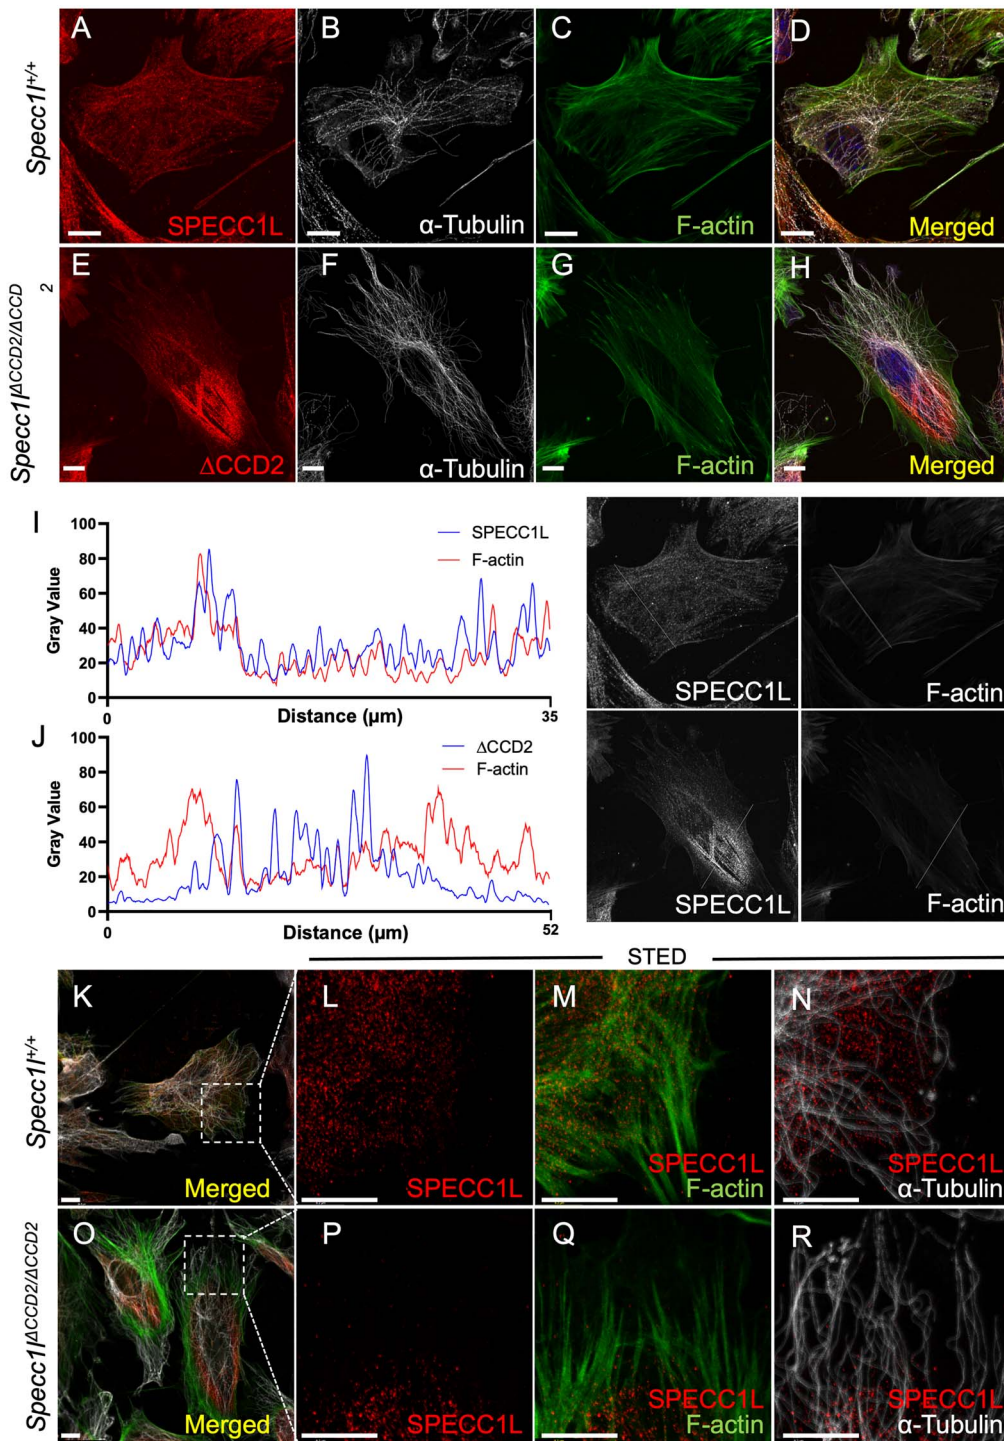 Specc1l+/+
A
SPECC1L
B
α-Tubulin
C
F-actin
D
Merged
Specc1lΔCCD2/ΔCCD
2
E
ΔCCD2
F
α-Tubulin
G
F-actin
H
Merged
I
100
80
60
40
20
0
Gray Value
SPECC1L
F-actin
0
Distance (µm)
35
SPECC1L
F-actin
J
100
80
60
40
20
0
Gray Value
ΔCCD2
F-actin
0
Distance (µm)
52
SPECC1L
F-actin
STED
Specc1l+/+
K
Merged
L
SPECC1L
M
SPECC1L
F-actin
N
SPECC1L
α-Tubulin
Specc1lΔCCD2/ΔCCD2
O
Merged
P
SPECC1L
Q
SPECC1L
F-actin
R
SPECC1L
α-Tubulin